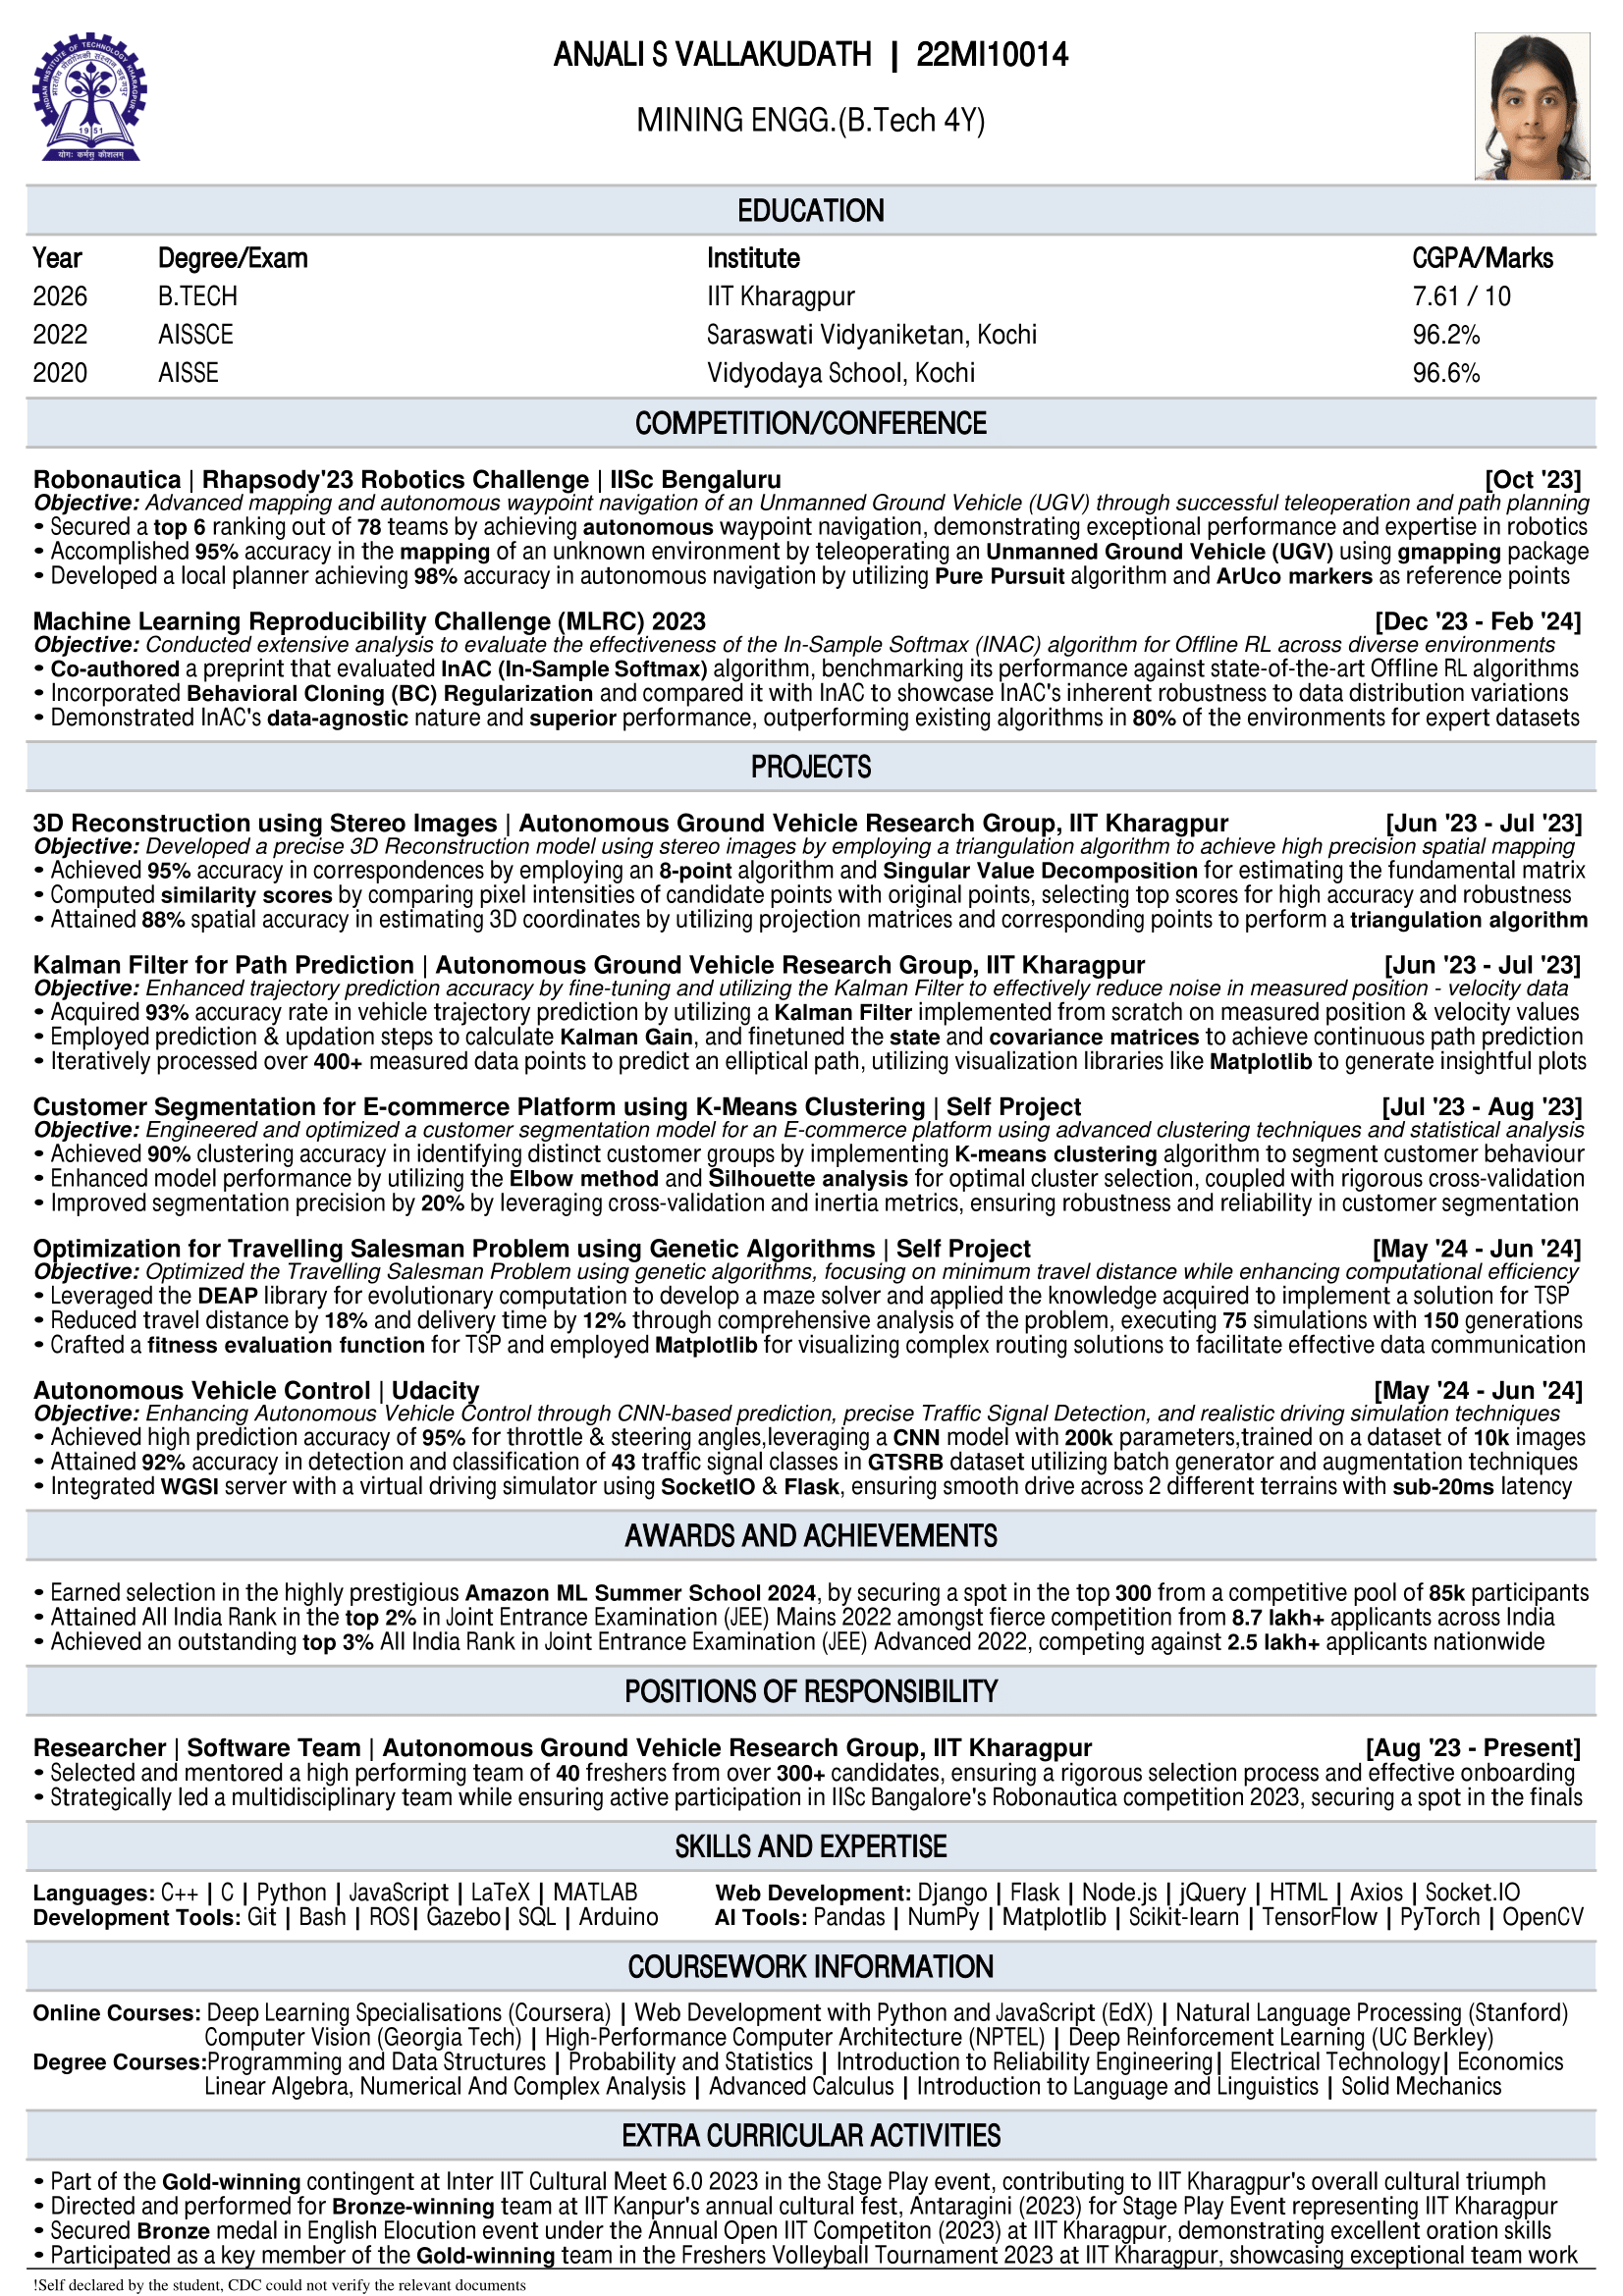 INDIAN INSTITUTE OF TECHNOLOGY KHARAGPUR
भारतीय प्रौद्योगिकी संस्थान खड़गपुर
1951
योगः कर्मसु कौशलम्
ANJALI S VALLAKUDATH | 22MI10014
MINING ENGG.(B.Tech 4Y)
EDUCATION
Year Degree/Exam Institute CGPA/Marks
2026 B.TECH IIT Kharagpur 7.61 / 10
2022 AISSCE Saraswati Vidyaniketan, Kochi 96.2%
2020 AISSE Vidyodaya School, Kochi 96.6%
COMPETITION/CONFERENCE
Robonautica | Rhapsody'23 Robotics Challenge | IISc Bengaluru [Oct '23]
Objective: Advanced mapping and autonomous waypoint navigation of an Unmanned Ground Vehicle (UGV) through successful teleoperation and path planning
• Secured a top 6 ranking out of 78 teams by achieving autonomous waypoint navigation, demonstrating exceptional performance and expertise in robotics
• Accomplished 95% accuracy in the mapping of an unknown environment by teleoperating an Unmanned Ground Vehicle (UGV) using gmapping package
• Developed a local planner achieving 98% accuracy in autonomous navigation by utilizing Pure Pursuit algorithm and ArUco markers as reference points
Machine Learning Reproducibility Challenge (MLRC) 2023 [Dec '23 - Feb '24]
Objective: Conducted extensive analysis to evaluate the effectiveness of the In-Sample Softmax (INAC) algorithm for Offline RL across diverse environments
• Co-authored a preprint that evaluated InAC (In-Sample Softmax) algorithm, benchmarking its performance against state-of-the-art Offline RL algorithms
• Incorporated Behavioral Cloning (BC) Regularization and compared it with InAC to showcase InAC's inherent robustness to data distribution variations
• Demonstrated InAC's data-agnostic nature and superior performance, outperforming existing algorithms in 80% of the environments for expert datasets
PROJECTS
3D Reconstruction using Stereo Images | Autonomous Ground Vehicle Research Group, IIT Kharagpur [Jun '23 - Jul '23]
Objective: Developed a precise 3D Reconstruction model using stereo images by employing a triangulation algorithm to achieve high precision spatial mapping
• Achieved 95% accuracy in correspondences by employing an 8-point algorithm and Singular Value Decomposition for estimating the fundamental matrix
• Computed similarity scores by comparing pixel intensities of candidate points with original points, selecting top scores for high accuracy and robustness
• Attained 88% spatial accuracy in estimating 3D coordinates by utilizing projection matrices and corresponding points to perform a triangulation algorithm
Kalman Filter for Path Prediction | Autonomous Ground Vehicle Research Group, IIT Kharagpur [Jun '23 - Jul '23]
Objective: Enhanced trajectory prediction accuracy by fine-tuning and utilizing the Kalman Filter to effectively reduce noise in measured position - velocity data
• Acquired 93% accuracy rate in vehicle trajectory prediction by utilizing a Kalman Filter implemented from scratch on measured position & velocity values
• Employed prediction & updation steps to calculate Kalman Gain, and finetuned the state and covariance matrices to achieve continuous path prediction
• Iteratively processed over 400+ measured data points to predict an elliptical path, utilizing visualization libraries like Matplotlib to generate insightful plots
Customer Segmentation for E-commerce Platform using K-Means Clustering | Self Project [Jul '23 - Aug '23]
Objective: Engineered and optimized a customer segmentation model for an E-commerce platform using advanced clustering techniques and statistical analysis
• Achieved 90% clustering accuracy in identifying distinct customer groups by implementing K-means clustering algorithm to segment customer behaviour
• Enhanced model performance by utilizing the Elbow method and Silhouette analysis for optimal cluster selection, coupled with rigorous cross-validation
• Improved segmentation precision by 20% by leveraging cross-validation and inertia metrics, ensuring robustness and reliability in customer segmentation
Optimization for Travelling Salesman Problem using Genetic Algorithms | Self Project [May '24 - Jun '24]
Objective: Optimized the Travelling Salesman Problem using genetic algorithms, focusing on minimum travel distance while enhancing computational efficiency
• Leveraged the DEAP library for evolutionary computation to develop a maze solver and applied the knowledge acquired to implement a solution for TSP
• Reduced travel distance by 18% and delivery time by 12% through comprehensive analysis of the problem, executing 75 simulations with 150 generations
• Crafted a fitness evaluation function for TSP and employed Matplotlib for visualizing complex routing solutions to facilitate effective data communication
Autonomous Vehicle Control | Udacity [May '24 - Jun '24]
Objective: Enhancing Autonomous Vehicle Control through CNN-based prediction, precise Traffic Signal Detection, and realistic driving simulation techniques
• Achieved high prediction accuracy of 95% for throttle & steering angles,leveraging a CNN model with 200k parameters,trained on a dataset of 10k images
• Attained 92% accuracy in detection and classification of 43 traffic signal classes in GTSRB dataset utilizing batch generator and augmentation techniques
• Integrated WGSI server with a virtual driving simulator using SocketIO & Flask, ensuring smooth drive across 2 different terrains with sub-20ms latency
AWARDS AND ACHIEVEMENTS
• Earned selection in the highly prestigious Amazon ML Summer School 2024, by securing a spot in the top 300 from a competitive pool of 85k participants
• Attained All India Rank in the top 2% in Joint Entrance Examination (JEE) Mains 2022 amongst fierce competition from 8.7 lakh+ applicants across India
• Achieved an outstanding top 3% All India Rank in Joint Entrance Examination (JEE) Advanced 2022, competing against 2.5 lakh+ applicants nationwide
POSITIONS OF RESPONSIBILITY
Researcher | Software Team | Autonomous Ground Vehicle Research Group, IIT Kharagpur [Aug '23 - Present]
• Selected and mentored a high performing team of 40 freshers from over 300+ candidates, ensuring a rigorous selection process and effective onboarding
• Strategically led a multidisciplinary team while ensuring active participation in IISc Bangalore's Robonautica competition 2023, securing a spot in the finals
SKILLS AND EXPERTISE
Languages: C++ | C | Python | JavaScript | LaTeX | MATLAB Web Development: Django | Flask | Node.js | jQuery | HTML | Axios | Socket.IO
Development Tools: Git | Bash | ROS| Gazebo| SQL | Arduino AI Tools: Pandas | NumPy | Matplotlib | Scikit-learn | TensorFlow | PyTorch | OpenCV
COURSEWORK INFORMATION
Online Courses: Deep Learning Specialisations (Coursera) | Web Development with Python and JavaScript (EdX) | Natural Language Processing (Stanford)
Computer Vision (Georgia Tech) | High-Performance Computer Architecture (NPTEL) | Deep Reinforcement Learning (UC Berkley)
Degree Courses:Programming and Data Structures | Probability and Statistics | Introduction to Reliability Engineering| Electrical Technology| Economics
Linear Algebra, Numerical And Complex Analysis | Advanced Calculus | Introduction to Language and Linguistics | Solid Mechanics
EXTRA CURRICULAR ACTIVITIES
• Part of the Gold-winning contingent at Inter IIT Cultural Meet 6.0 2023 in the Stage Play event, contributing to IIT Kharagpur's overall cultural triumph
• Directed and performed for Bronze-winning team at IIT Kanpur's annual cultural fest, Antaragini (2023) for Stage Play Event representing IIT Kharagpur
• Secured Bronze medal in English Elocution event under the Annual Open IIT Competiton (2023) at IIT Kharagpur, demonstrating excellent oration skills
• Participated as a key member of the Gold-winning team in the Freshers Volleyball Tournament 2023 at IIT Kharagpur, showcasing exceptional team work
!Self declared by the student, CDC could not verify the relevant documents